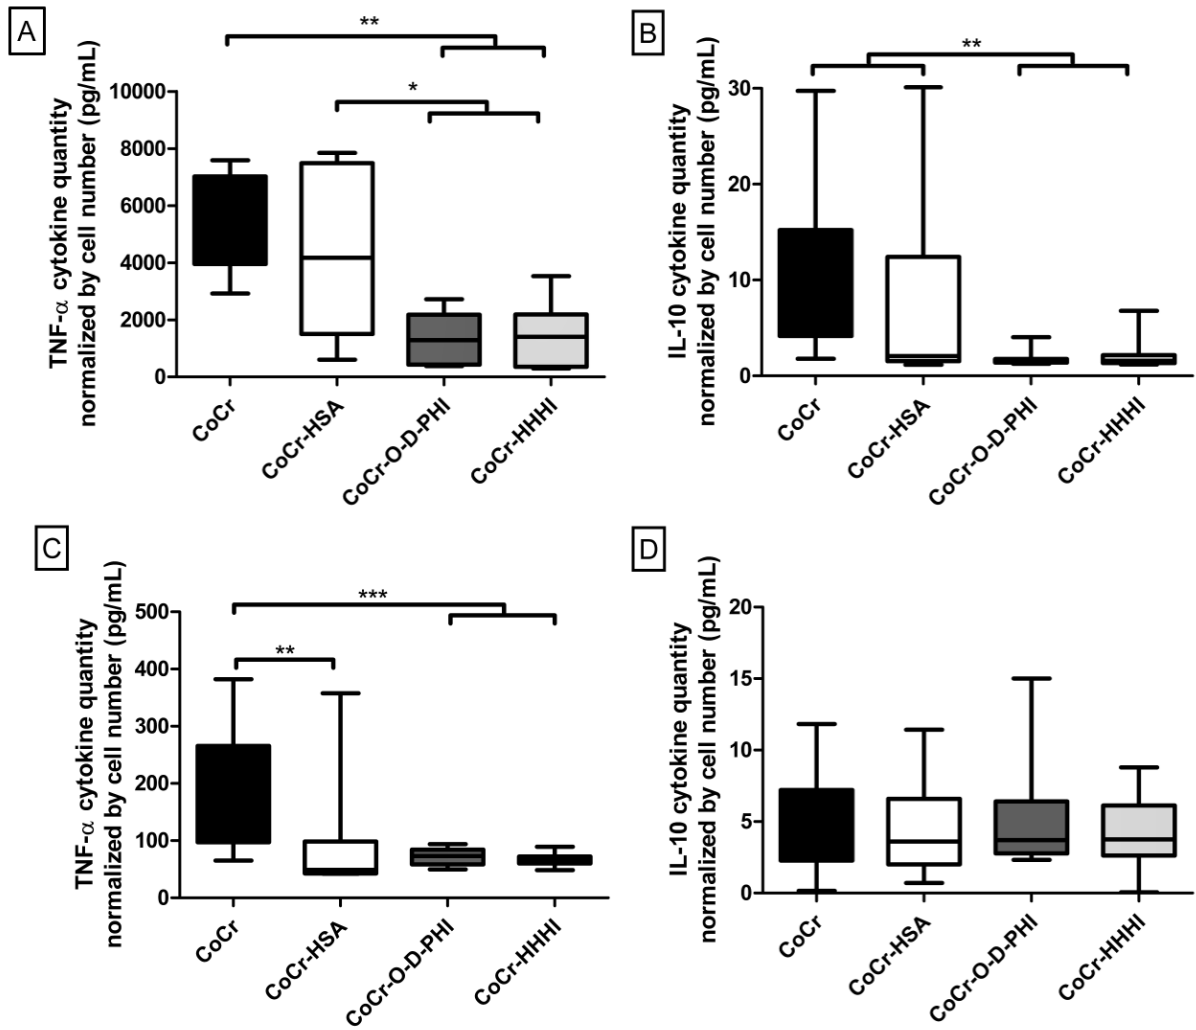 A
TNF-α cytokine quantity
normalized by cell number (pg/mL)
10000
8000
6000
4000
2000
0
**
*
CoCr
CoCr-HSA
CoCr-O-D-PHI
CoCr-HHHI
B
IL-10 cytokine quantity
normalized by cell number (pg/mL)
30
20
10
0
**
CoCr
CoCr-HSA
CoCr-O-D-PHI
CoCr-HHHI
C
TNF-α cytokine quantity
normalized by cell number (pg/mL)
500
400
300
200
100
0
***
**
CoCr
CoCr-HSA
CoCr-O-D-PHI
CoCr-HHHI
D
IL-10 cytokine quantity
normalized by cell number (pg/mL)
20
15
10
5
0
CoCr
CoCr-HSA
CoCr-O-D-PHI
CoCr-HHHI